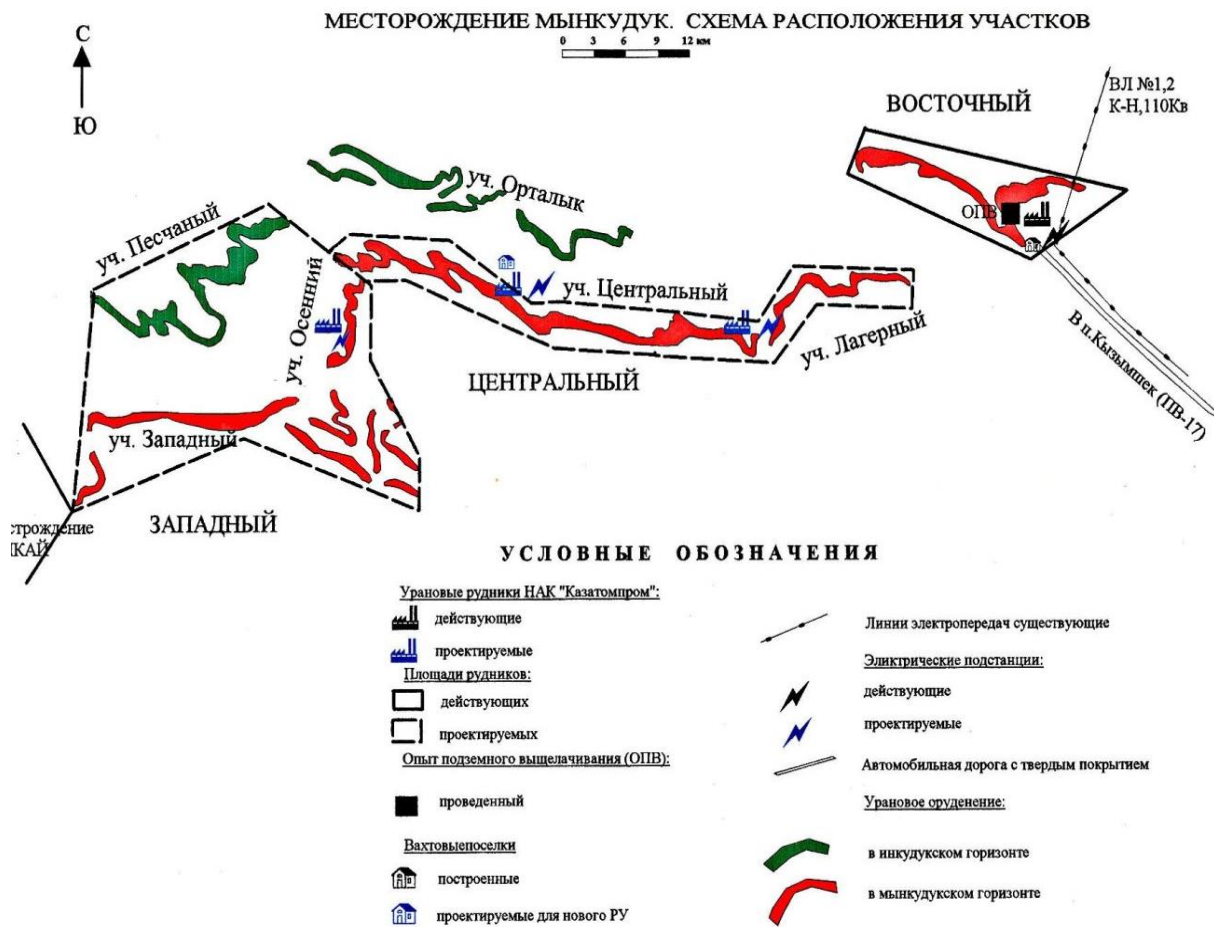 МЕСТОРОЖДЕНИЕ МЫНКУДУК. СХЕМА РАСПОЛОЖЕНИЯ УЧАСТКОВ
0 3 6 9 12 км
С
Ю
ВОСТОЧНЫЙ
ВЛ №1,2
К-Н,110Кв
уч. Орталык
ОПВ
уч. Песчаный
уч. Осенний
уч. Центральный
уч. Лагерный
В п.Кызымшек (ПВ-17)
ЦЕНТРАЛЬНЫЙ
уч. Западный
ЗАПАДНЫЙ
строждение
КАЙ
УСЛОВНЫЕ ОБОЗНАЧЕНИЯ
Урановые рудники НАК "Казатомпром":
действующие
проектируемые
Площади рудников:
действующих
проектируемых
Опыт подземного выщелачивания (ОПВ):
проведенный
Вахтовыепоселки
построенные
проектируемые для нового РУ
Линии электропередач существующие
Эликтрические подстанции:
действующие
проектируемые
Автомобильная дорога с твердым покрытием
Урановое оруденение:
в инкудукском горизонте
в мынкудукском горизонте